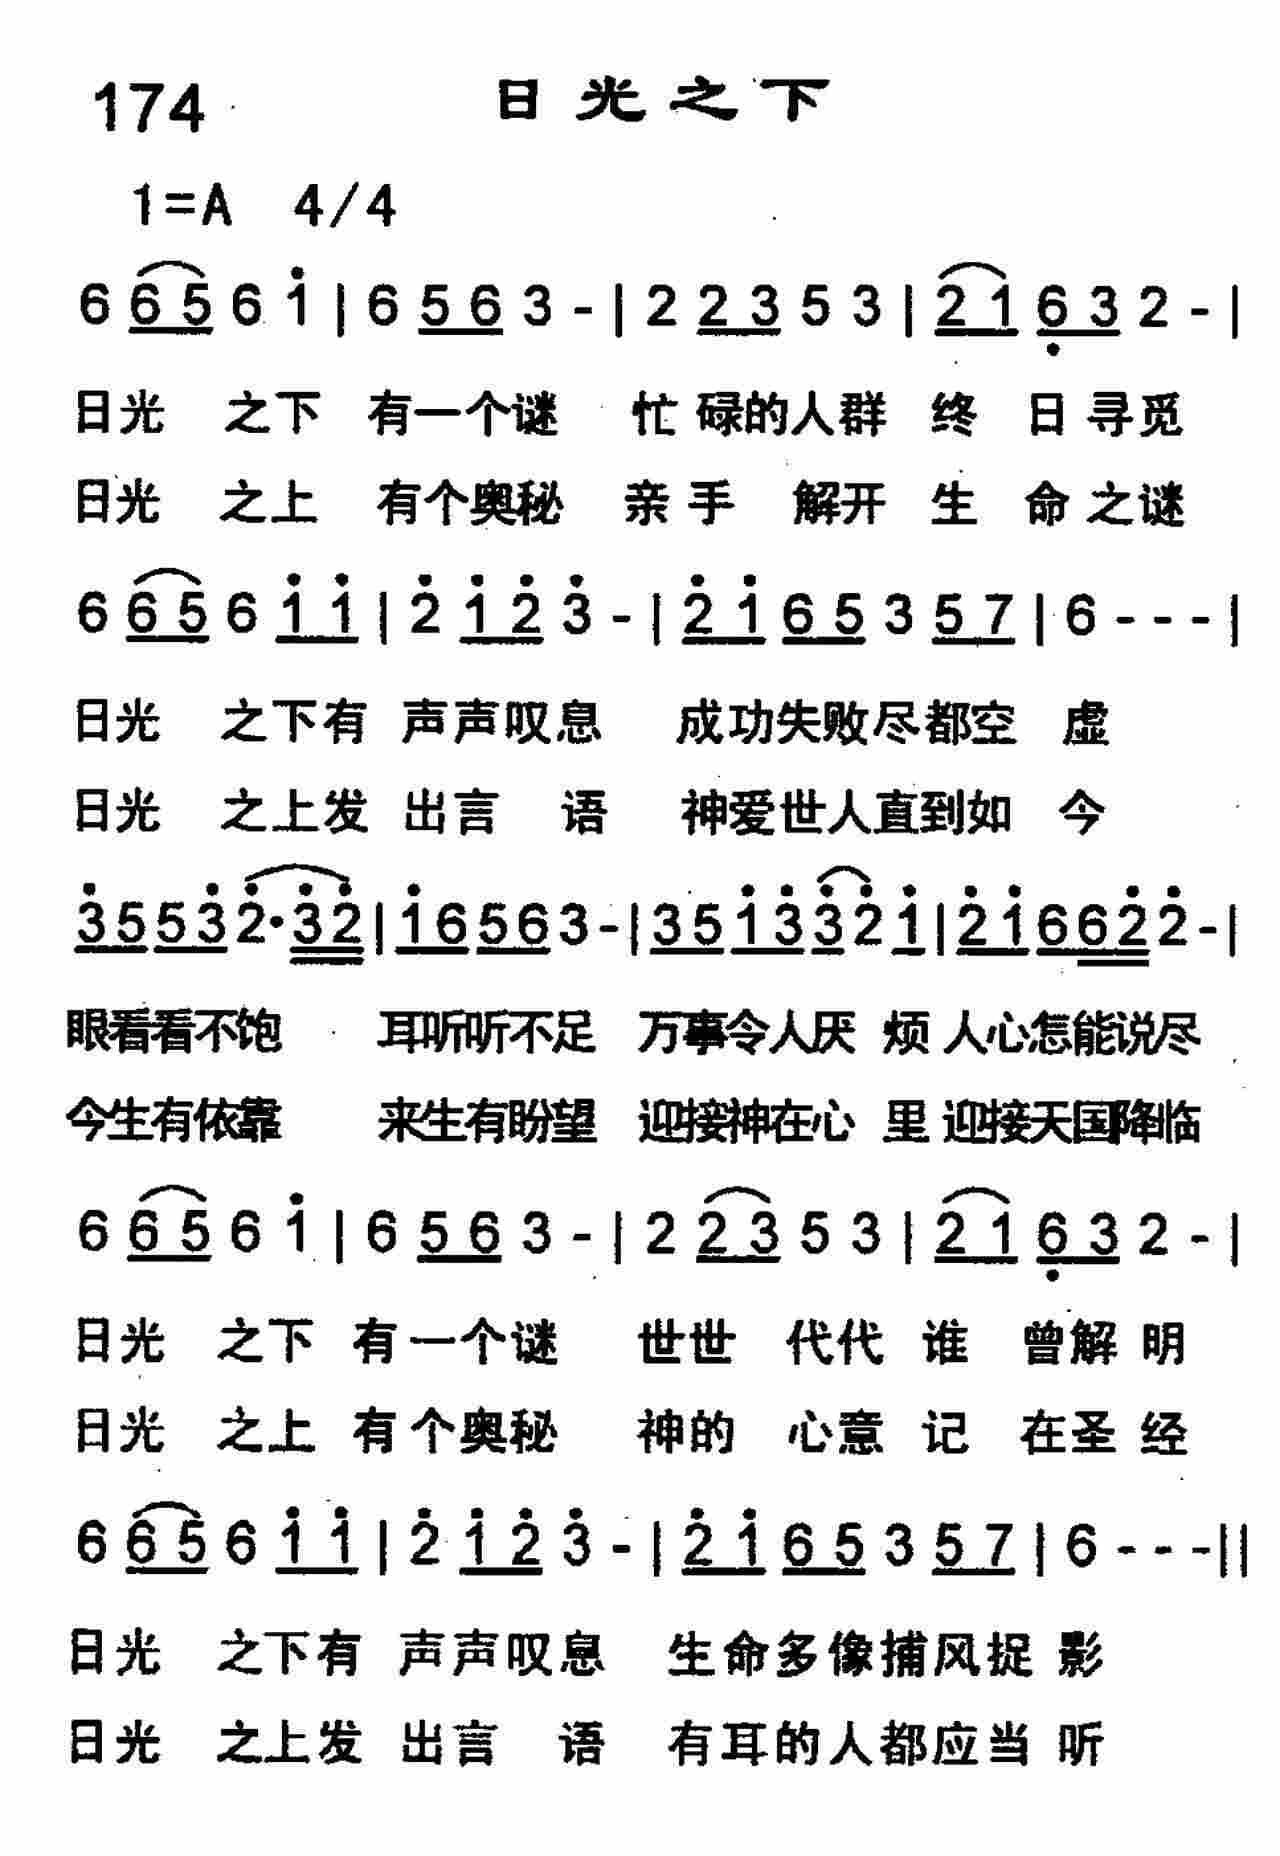 174 日光之下
1=A 4/4
6 6 5 6 i | 6 5 6 3 - | 2 2 3 5 3 | 2 1 6̣ 3 2 - |
日光 之下 有一个谜 忙碌的人群 终 日寻觅
日光 之上 有个奥秘 亲手 解开 生 命之谜
6 6 5 6 i i | 2̇ i 2̇ 3̇ - | 2̇ i 6 5 3 5 7 | 6 - - - |
日光 之下有 声声叹息 成功失败尽都空 虚
日光 之上发 出言 语 神爱世人直到如 今
3̇ 5 5 3̇ 2̇· 3̇ 2̇ | i 6 5 6 3 - | 3 5 i 3̇ 3̇ 2̇ i | 2̇ i 6 6 2̇ 2̇ - |
眼看看不饱 耳听听不足 万事令人厌 烦 人心怎能说尽
今生有依靠 来生有盼望 迎接神在心 里 迎接天国降临
6 6 5 6 i | 6 5 6 3 - | 2 2 3 5 3 | 2 1 6̣ 3 2 - |
日光 之下 有一个谜 世世 代代 谁 曾解明
日光 之上 有个奥秘 神的 心意 记 在圣经
6 6 5 6 i i | 2̇ i 2̇ 3̇ - | 2̇ i 6 5 3 5 7 | 6 - - - ||
日光 之下有 声声叹息 生命多像捕风捉 影
日光 之上发 出言 语 有耳的人都应当 听